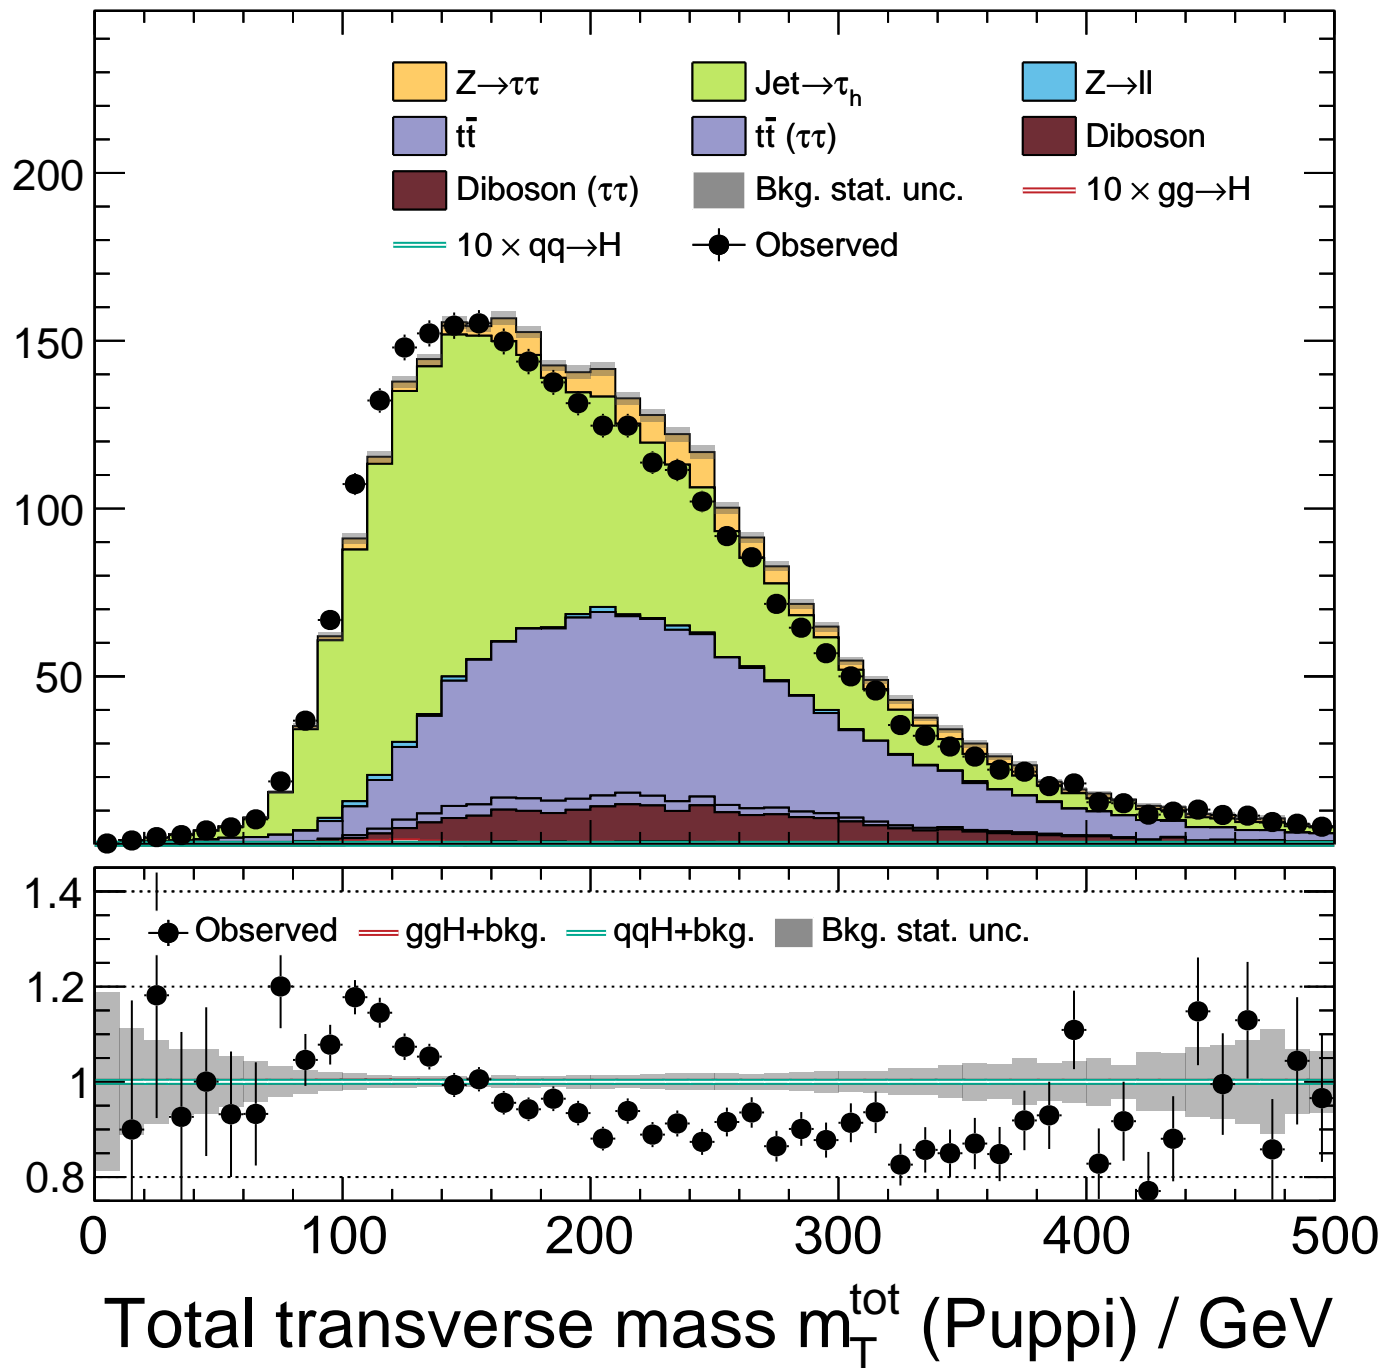 Z→ττ Jet→τh Z→ll
tt̄ tt̄ (ττ) Diboson
Diboson (ττ) Bkg. stat. unc. 10 × gg→H
10 × qq→H Observed
200
150
100
50
1.4
Observed ggH+bkg. qqH+bkg. Bkg. stat. unc.
1.2
1
0.8
0 100 200 300 400 500
Total transverse mass m_T^tot (Puppi) / GeV